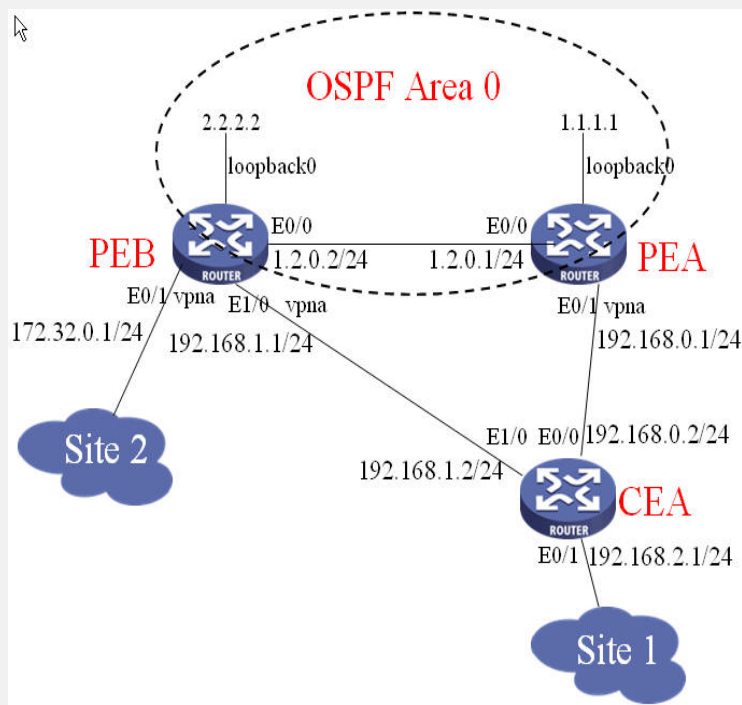 OSPF Area 0
2.2.2.2
1.1.1.1
loopback0
loopback0
E0/0
E0/0
PEB
ROUTER
1.2.0.2/24
1.2.0.1/24
ROUTER
PEA
E0/1 vpna
E1/0 vpna
E0/1 vpna
172.32.0.1/24
192.168.1.1/24
192.168.0.1/24
Site 2
E1/0 E0/0
192.168.0.2/24
192.168.1.2/24
CEA
ROUTER
E0/1
192.168.2.1/24
Site 1